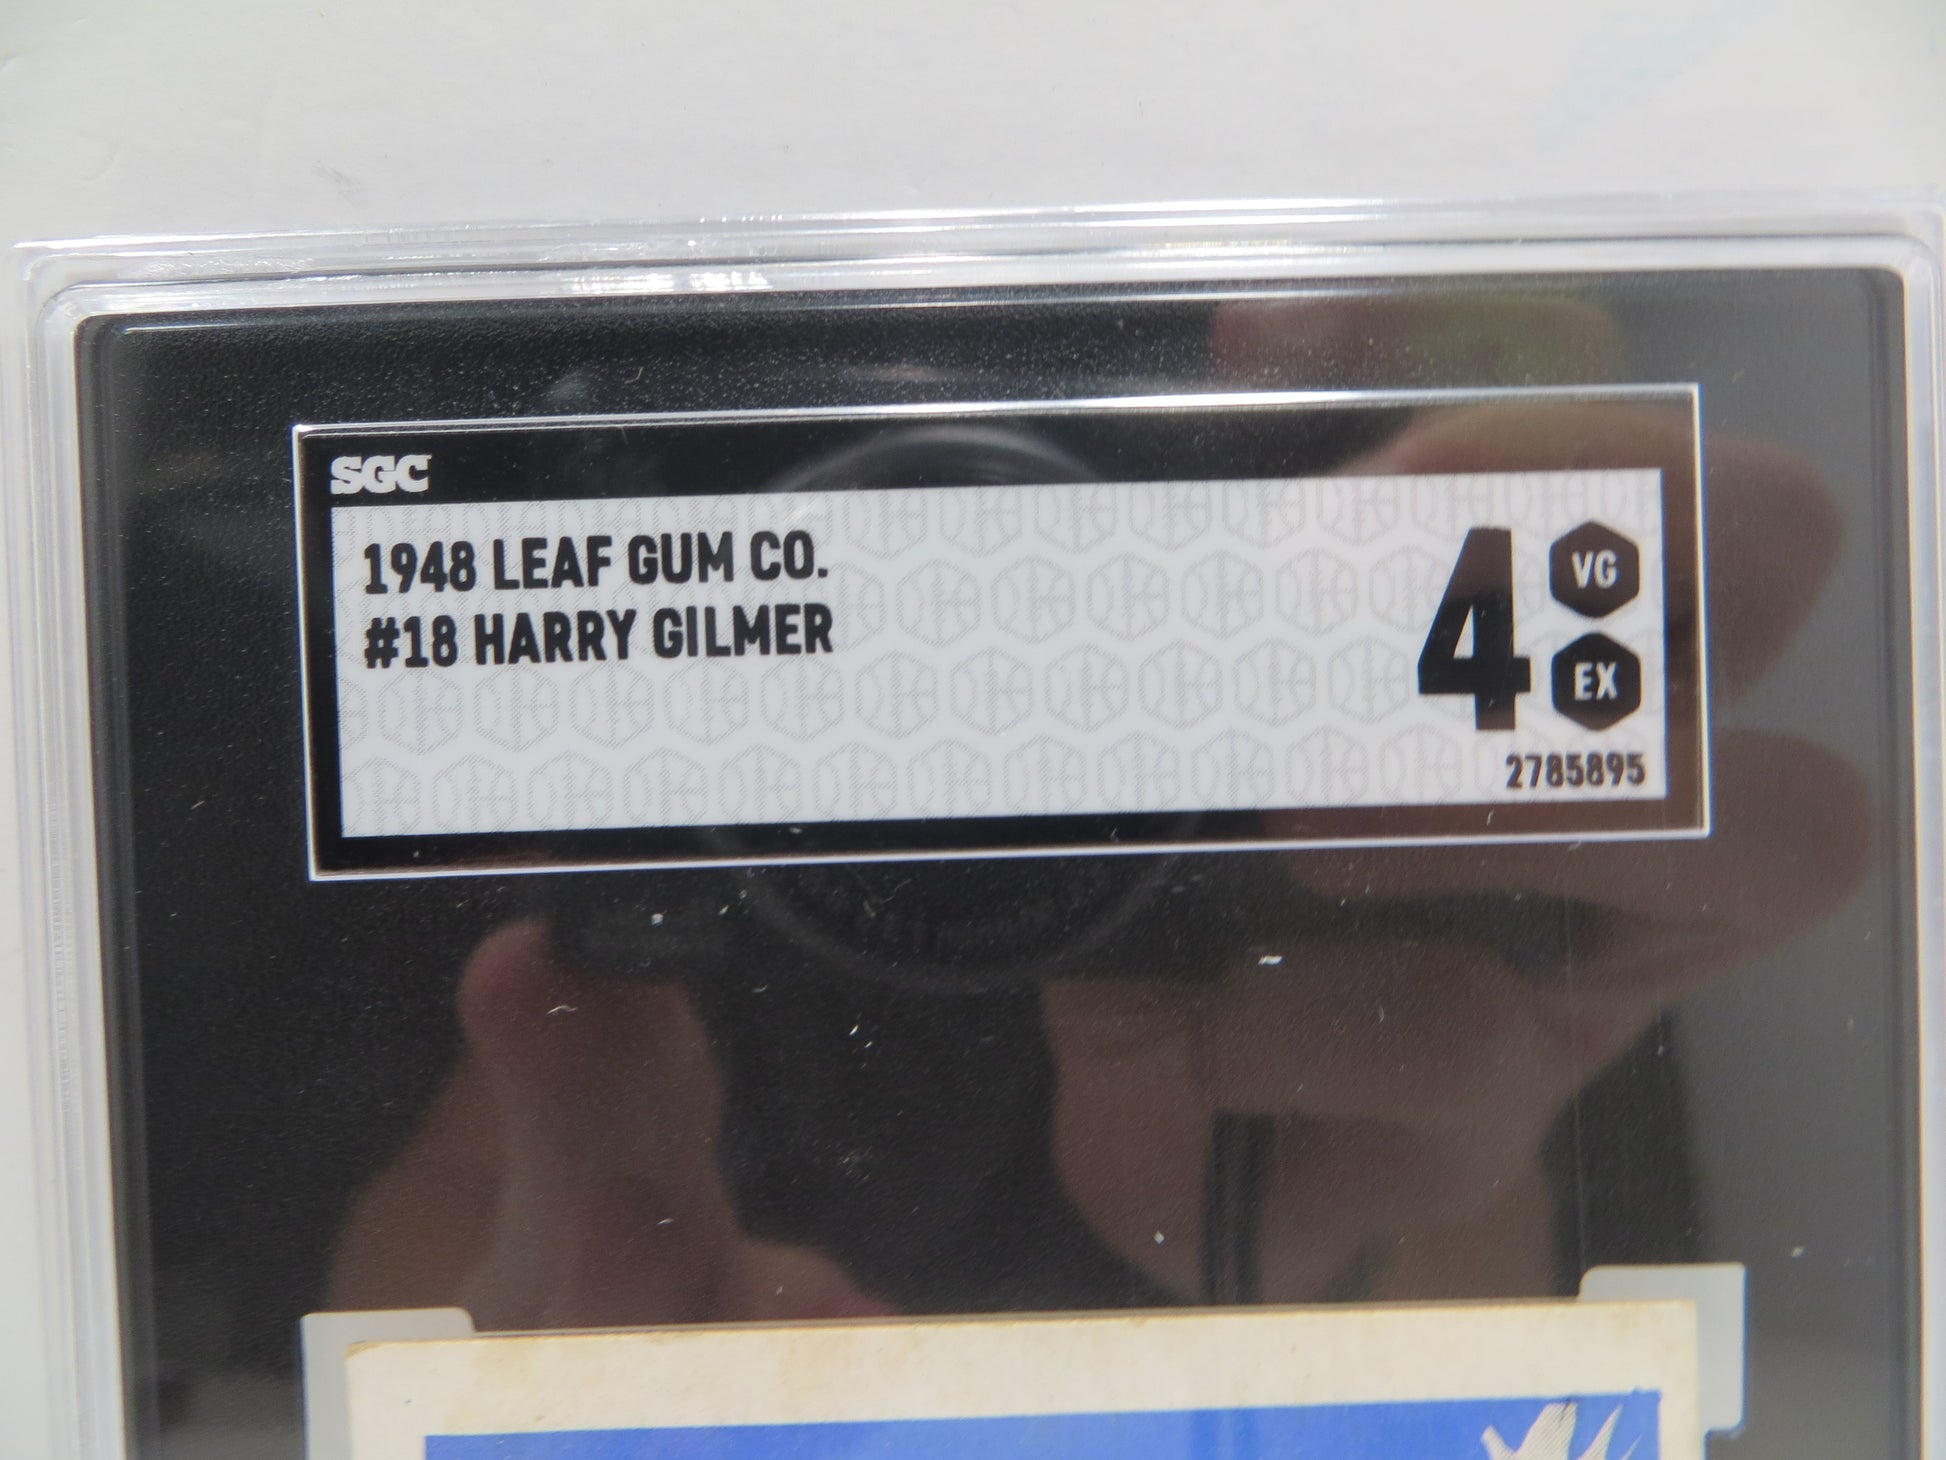 SGC
1948 LEAF GUM CO.
#18 HARRY GILMER
4
VG
EX
2785895